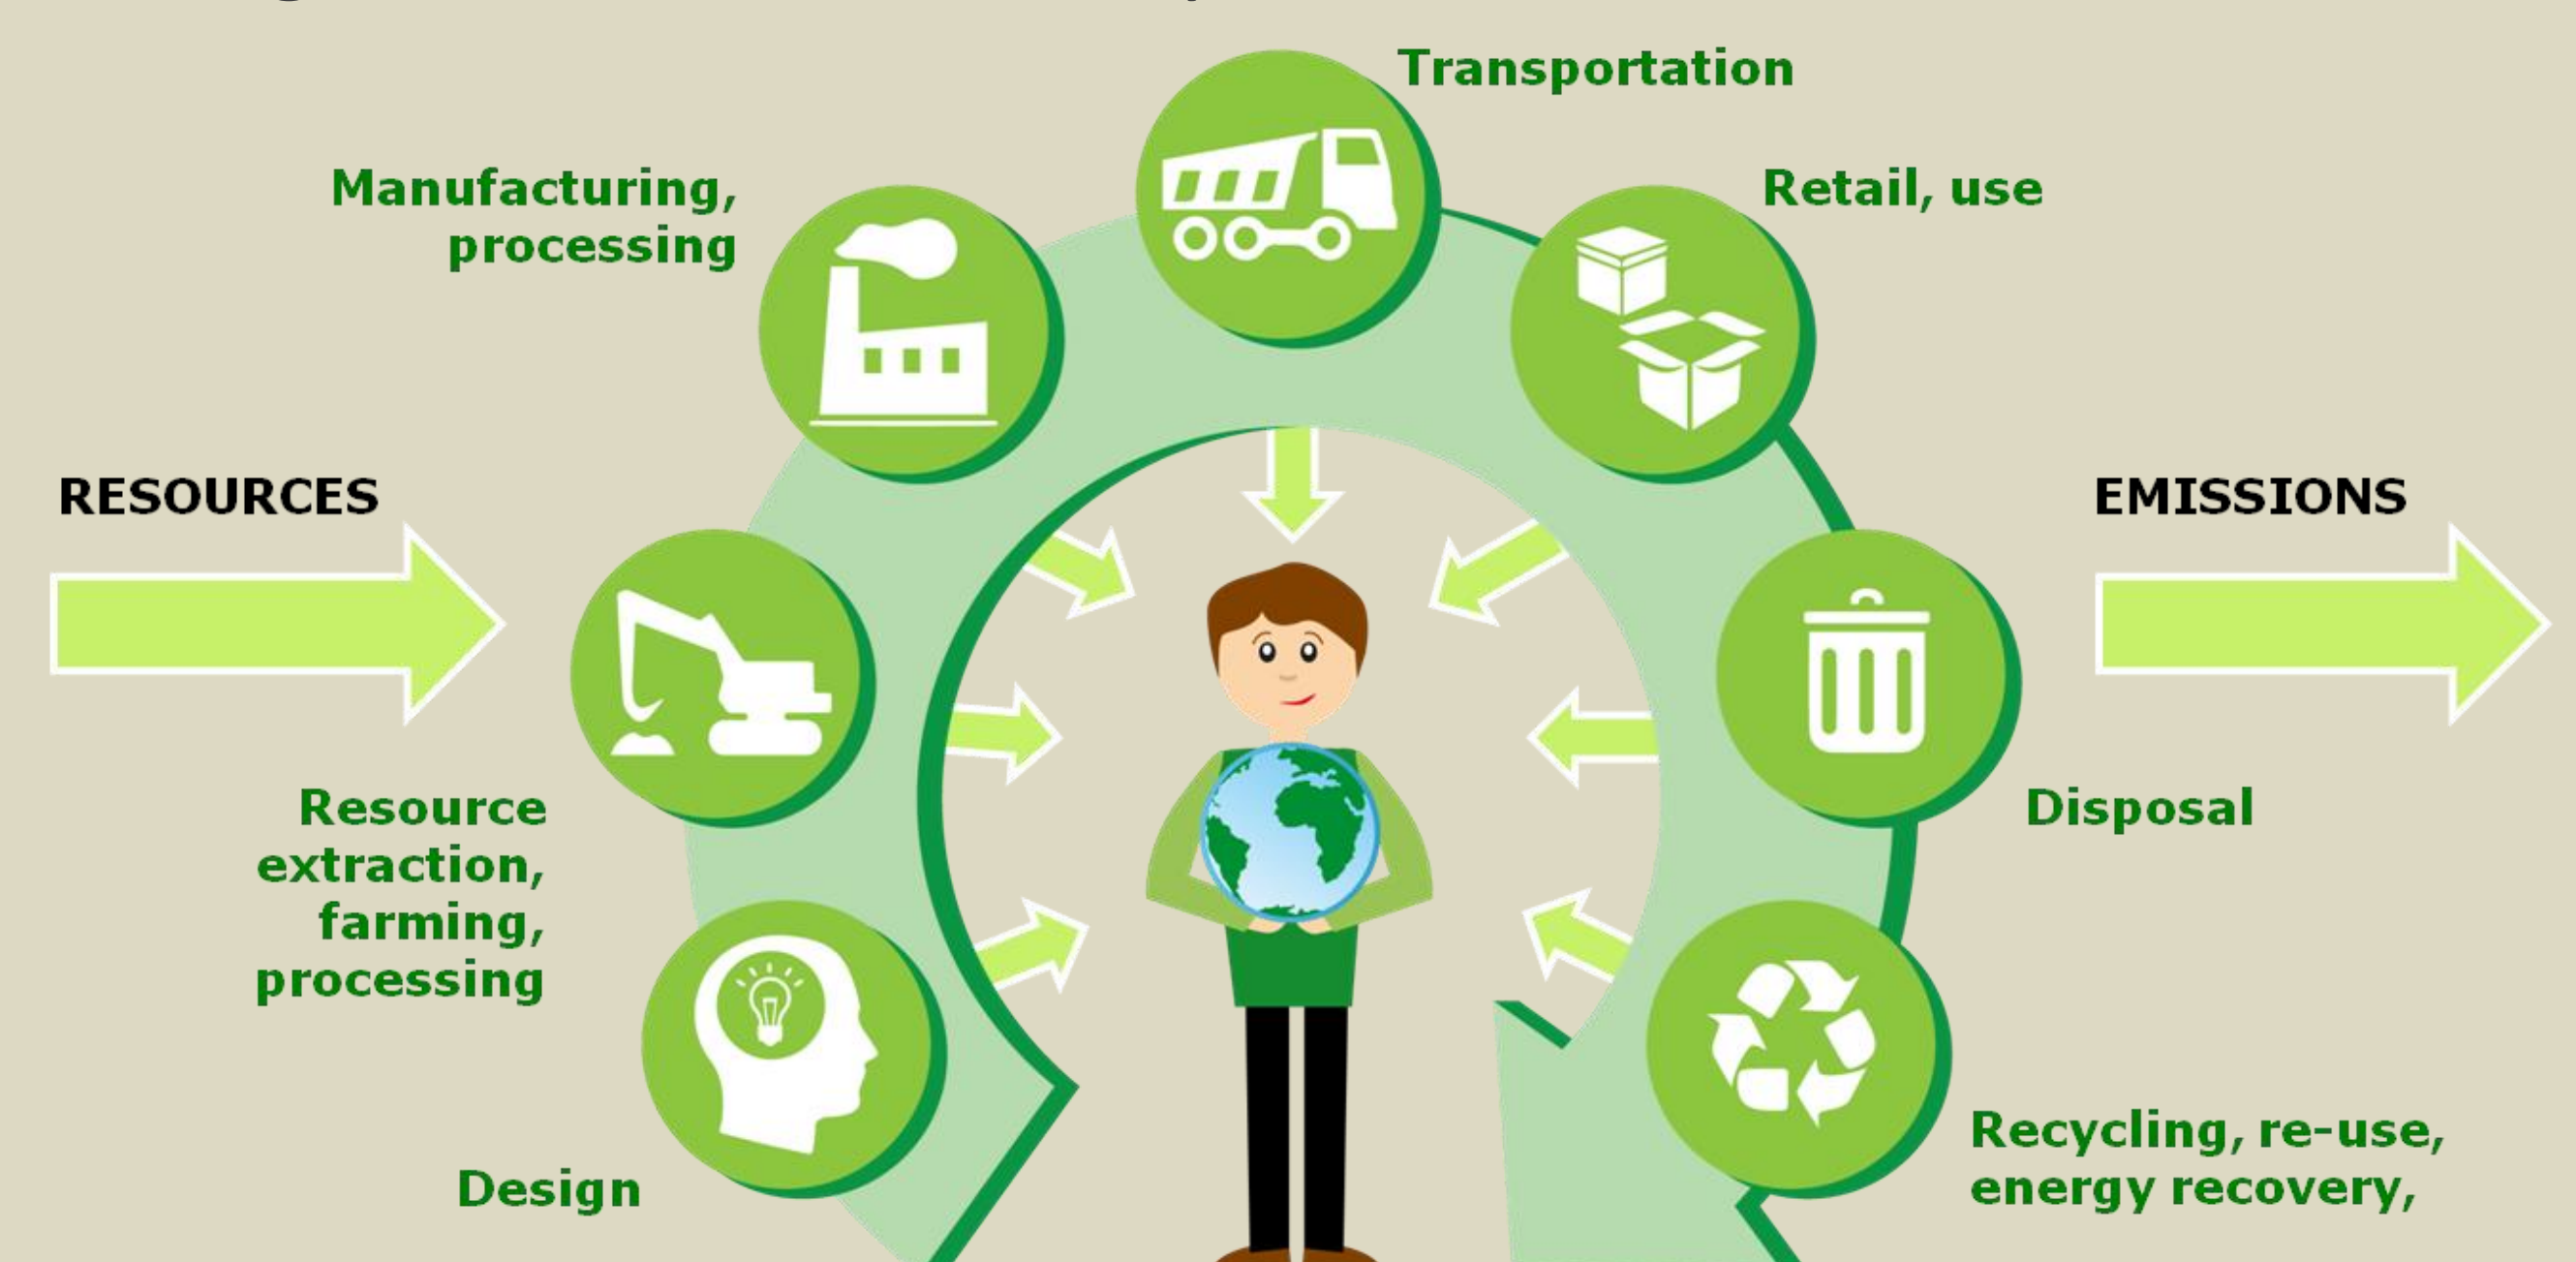 Transportation
Manufacturing,
processing
Retail, use
RESOURCES
EMISSIONS
Resource
extraction,
farming,
processing
Disposal
Design
Recycling, re-use,
energy recovery,